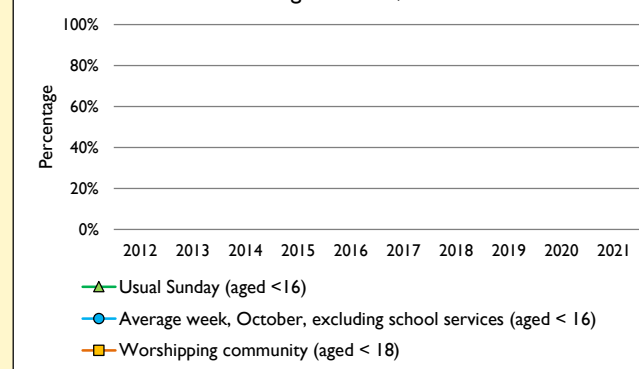 100%
80%
60%
40%
20%
0%
Percentage
2012 2013 2014 2015 2016 2017 2018 2019 2020 2021
Usual Sunday (aged <16)
Average week, October, excluding school services (aged < 16)
Worshipping community (aged < 18)